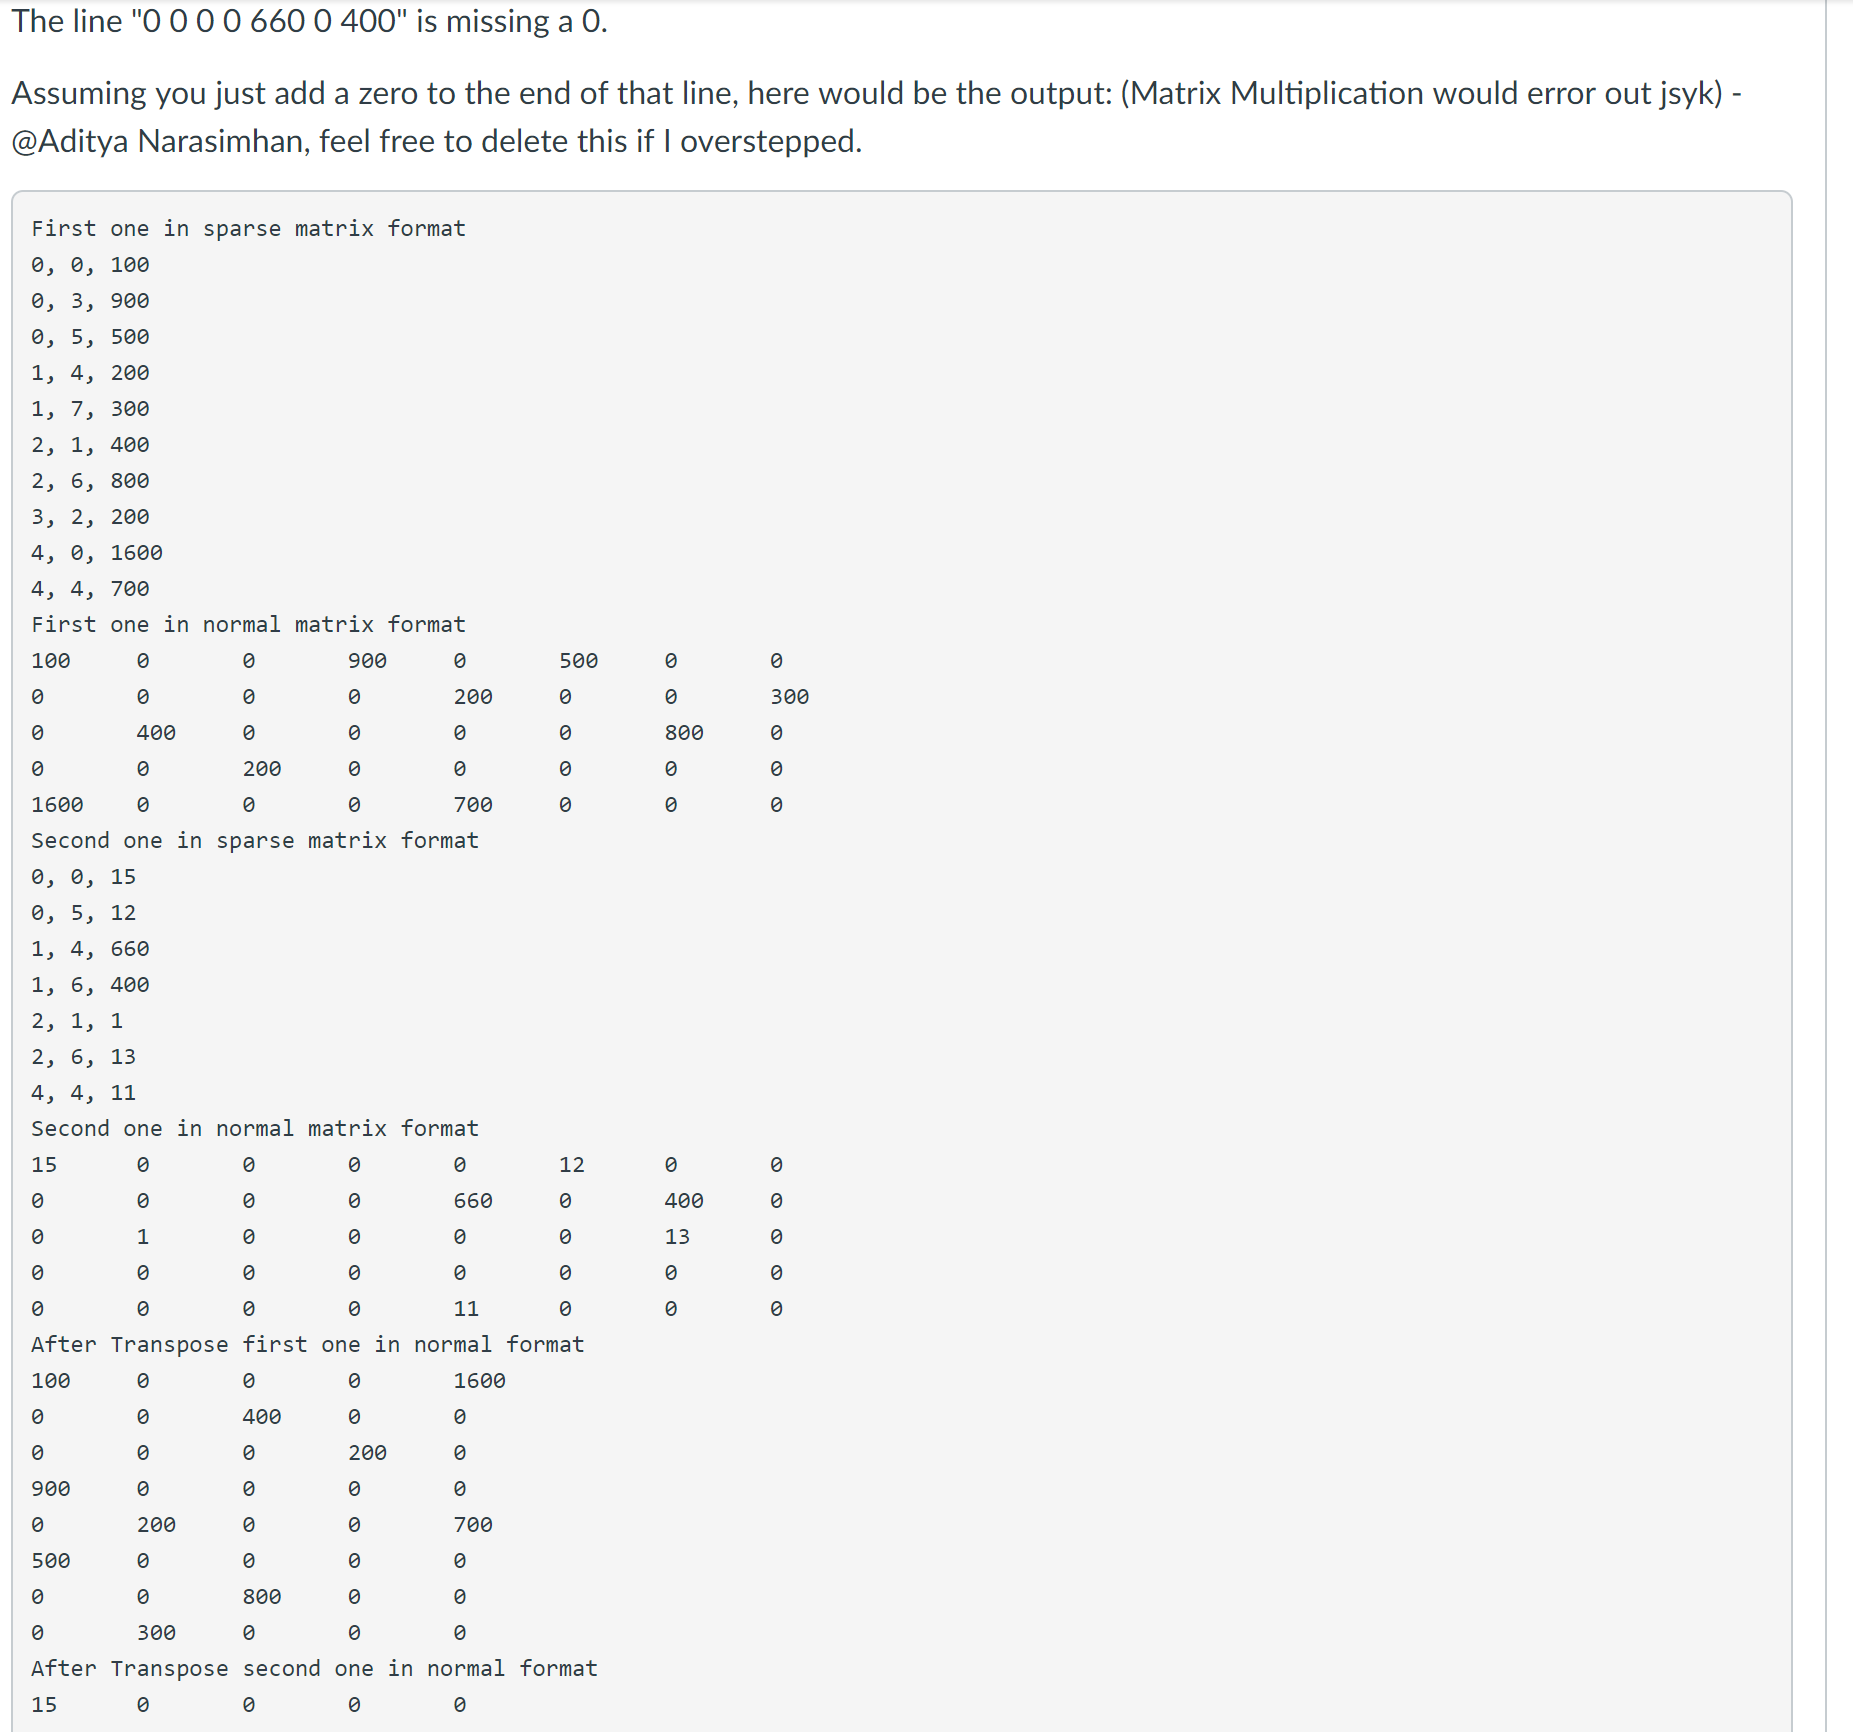 The line "0 0 0 0 660 0 400" is missing a 0.
Assuming you just add a zero to the end of that line, here would be the output: (Matrix Multiplication would error out jsyk) -
@Aditya Narasimhan, feel free to delete this if I overstepped.
First one in sparse matrix format
0, 0, 100
0, 3, 900
0, 5, 500
1, 4, 200
1, 7, 300
2, 1, 400
2, 6, 800
3, 2, 200
4, 0, 1600
4, 4, 700
First one in normal matrix format
100 0 0 900 0 500 0 0
0 0 0 0 200 0 0 300
0 400 0 0 0 0 800 0
0 0 200 0 0 0 0 0
1600 0 0 0 700 0 0 0
Second one in sparse matrix format
0, 0, 15
0, 5, 12
1, 4, 660
1, 6, 400
2, 1, 1
2, 6, 13
4, 4, 11
Second one in normal matrix format
15 0 0 0 0 12 0 0
0 0 0 0 660 0 400 0
0 1 0 0 0 0 13 0
0 0 0 0 0 0 0 0
0 0 0 0 11 0 0 0
After Transpose first one in normal format
100 0 0 0 1600
0 0 400 0 0
0 0 0 200 0
900 0 0 0 0
0 200 0 0 700
500 0 0 0 0
0 0 800 0 0
0 300 0 0 0
After Transpose second one in normal format
15 0 0 0 0